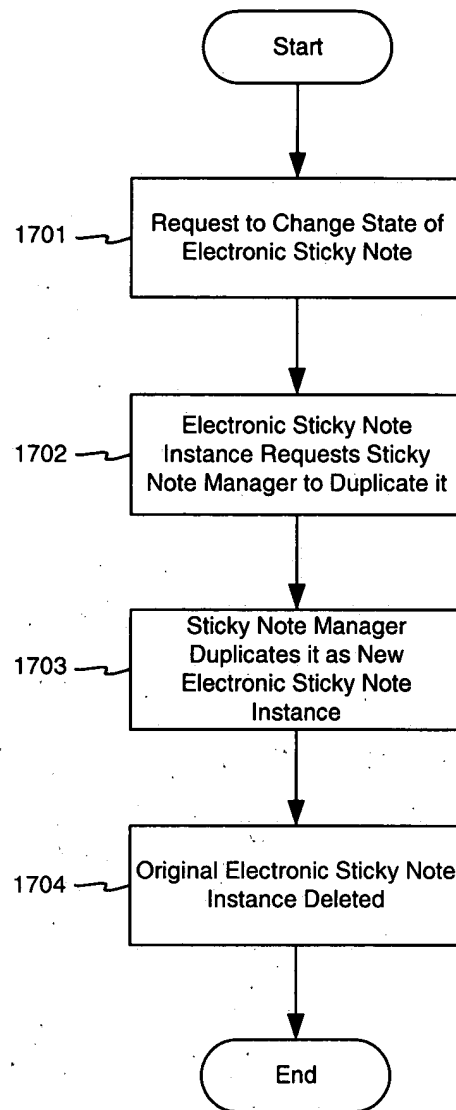 Start
1701
Request to Change State of
Electronic Sticky Note
1702
Electronic Sticky Note
Instance Requests Sticky
Note Manager to Duplicate it
1703
Sticky Note Manager
Duplicates it as New
Electronic Sticky Note
Instance
1704
Original Electronic Sticky Note
Instance Deleted
End